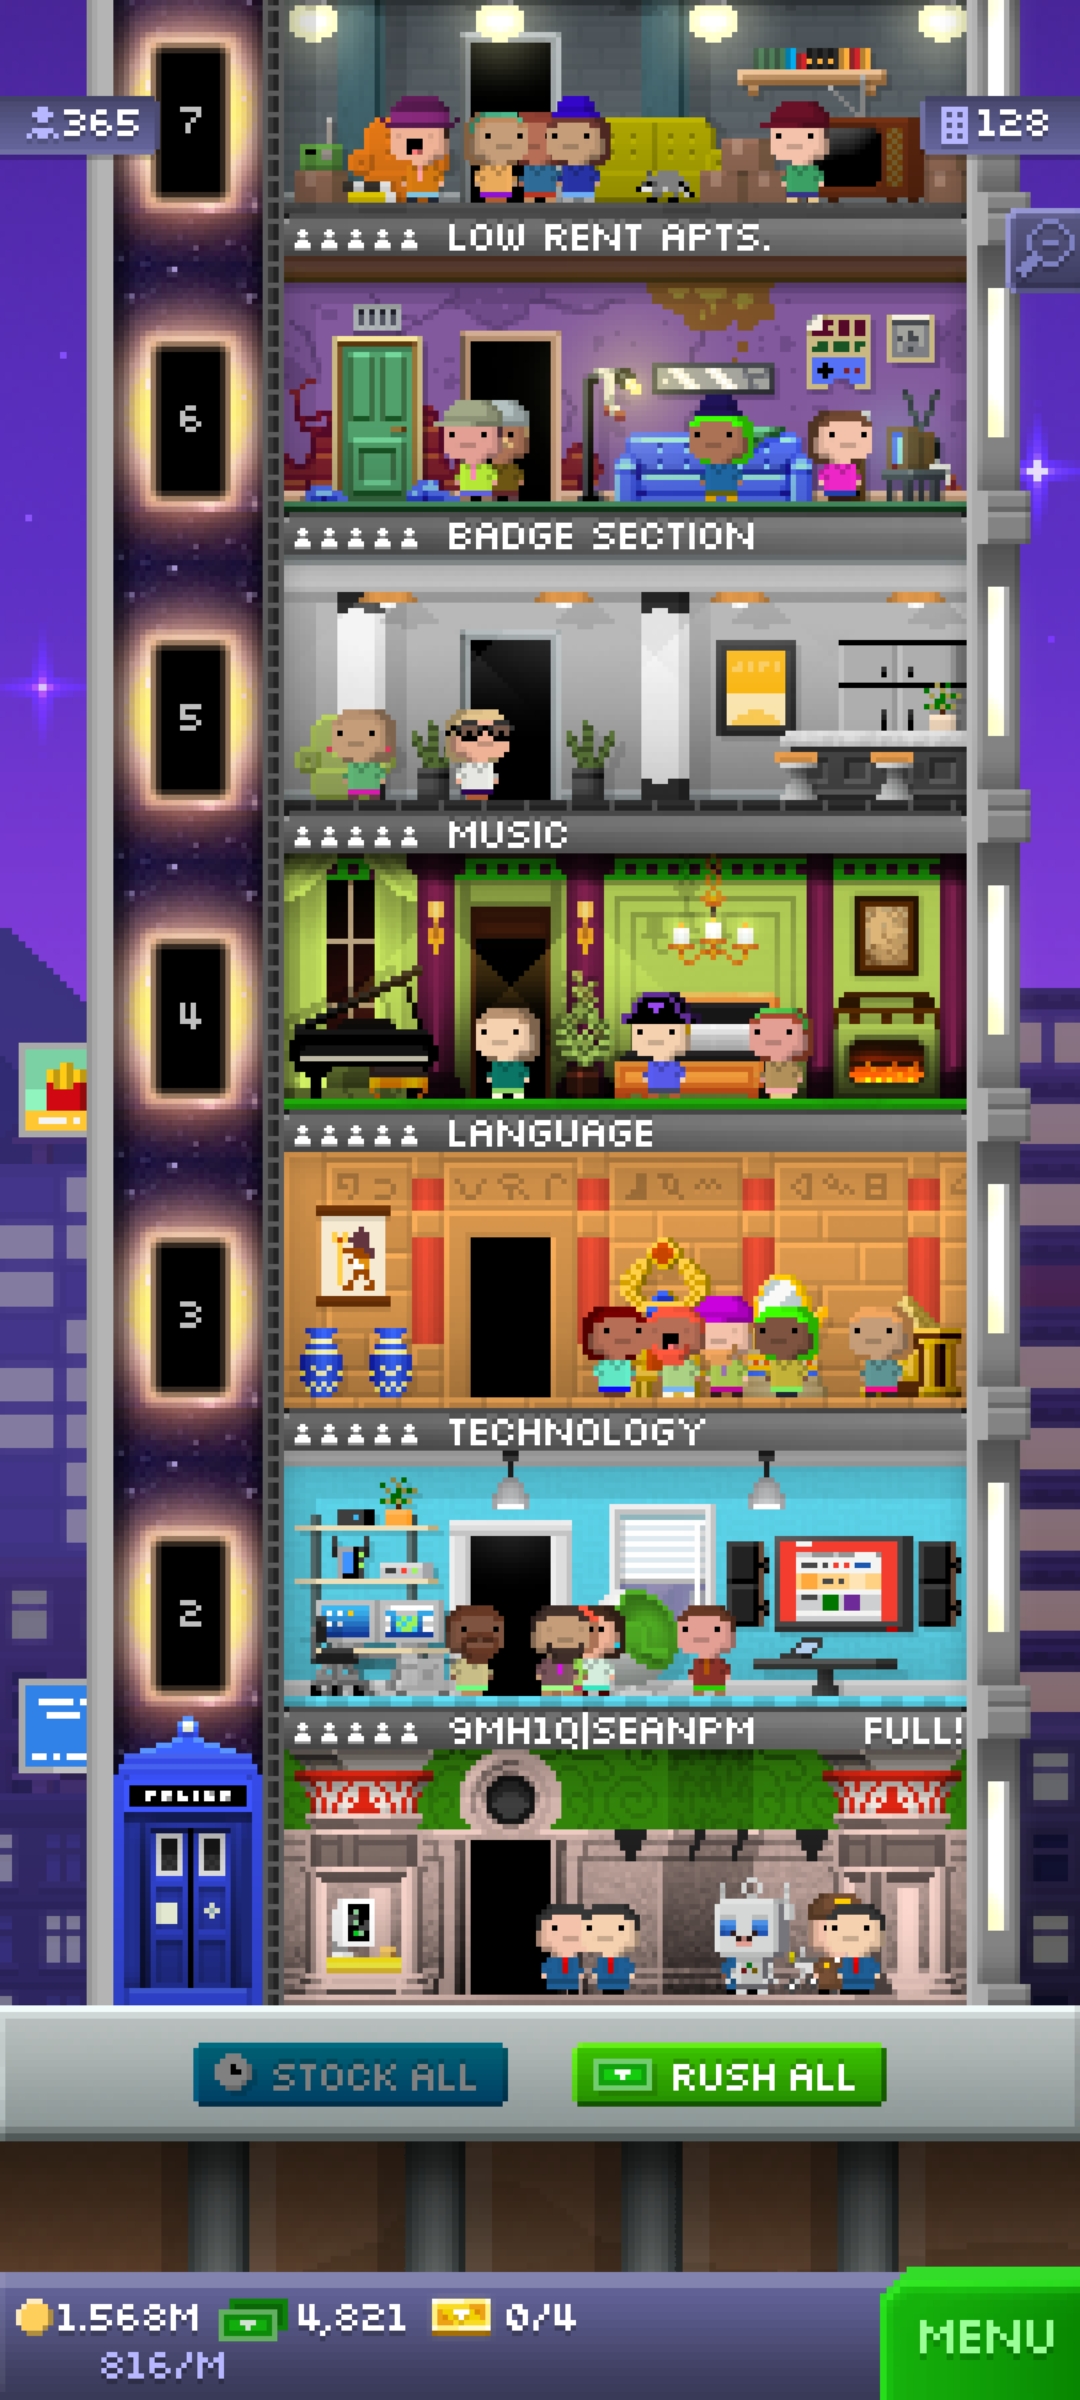 7
365
128
LOW RENT APTS.
6
BADGE SECTION
5
MUSIC
4
LANGUAGE
3
TECHNOLOGY
2
9MH1Q|SEANPM FULL!
POLICE
STOCK ALL
RUSH ALL
1.568M 4,821 0/4
816/M
MENU